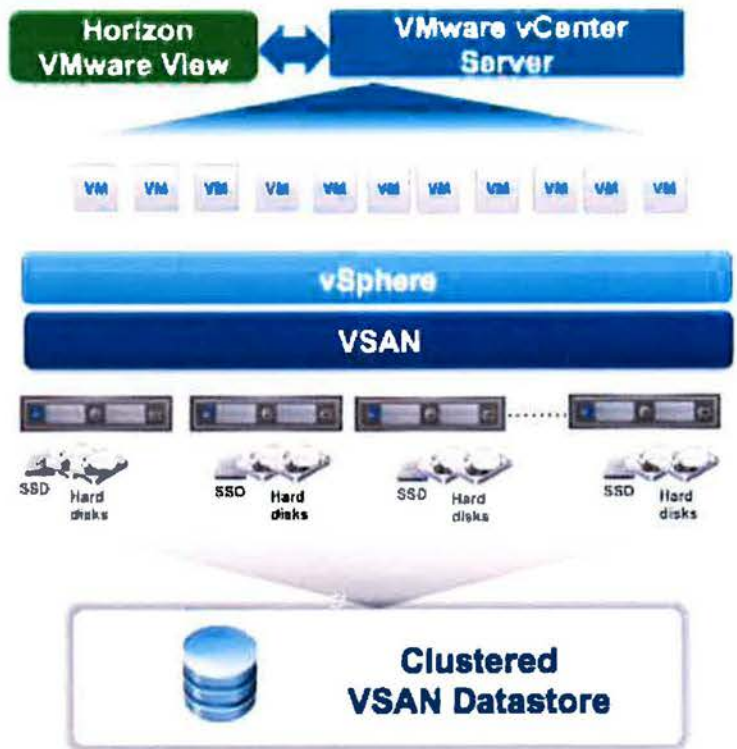 Horizon
VMware View
VMware vCenter
Server
VM VM VM VM VM VM VM VM VM VM VM
vSphere
VSAN
SSD Hard
disks
SSD Hard
disks
SSD Hard
disks
SSD Hard
disks
Clustered
VSAN Datastore